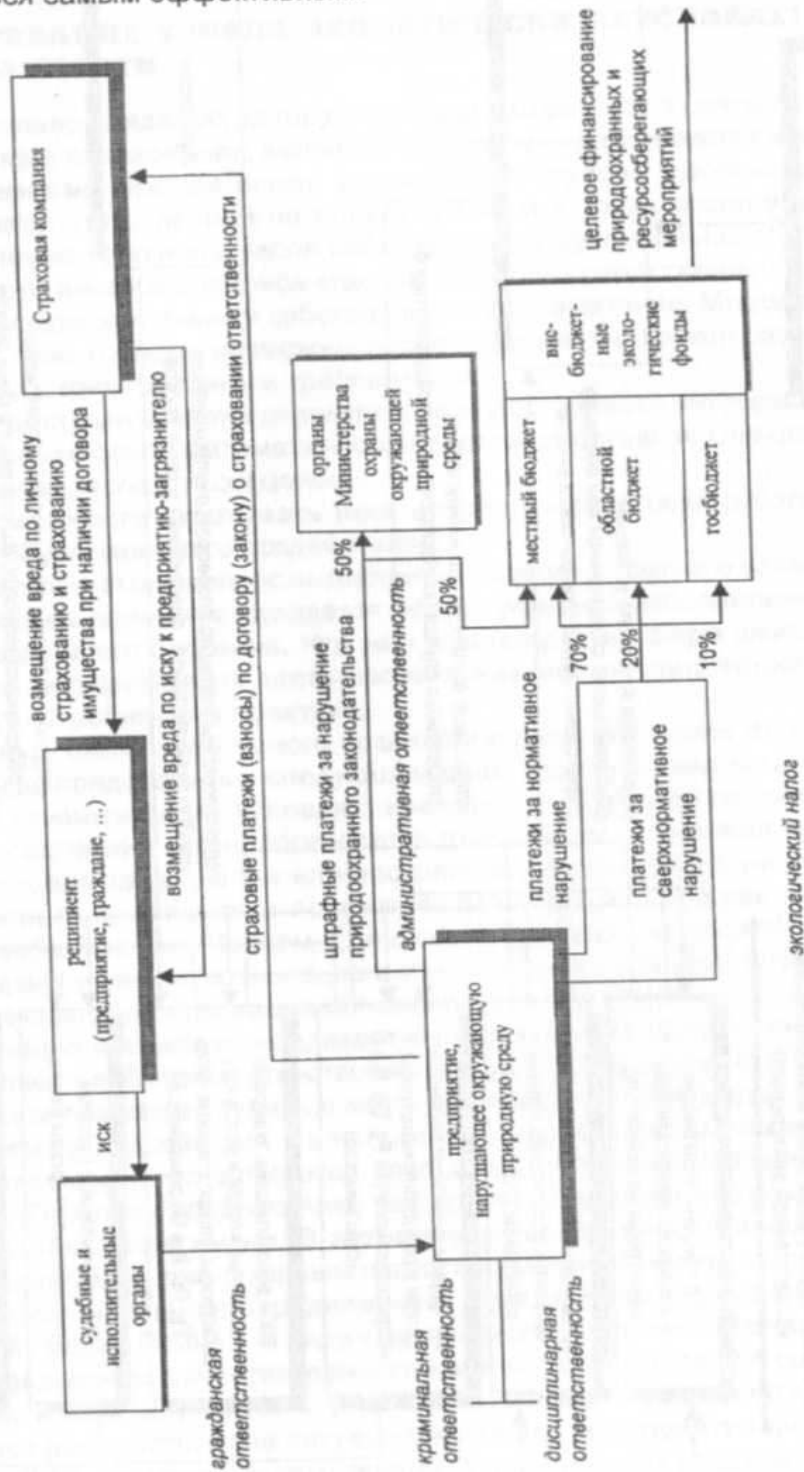 судебные и
исполнительные
органы
иск
реципиент
(предприятие, граждане, ...)
возмещение вреда по личному
страхованию и страхованию
имущества при наличии договора
Страховая компания
возмещение вреда по иску к предприятию-загрязнителю
страховые платежи (взносы) по договору (закону) о страховании ответственности
гражданская
ответственность
штрафные платежи за нарушение
природоохранного законодательства
50%
административная ответственность
органы
Министерства
охраны
окружающей
природной
среды
50%
криминальная
ответственность
предприятие,
нарушающее окружающую
природную среду
дисциплинарная
ответственность
платежи за нормативное
нарушение
70%
20%
10%
платежи за
сверхнормативное
нарушение
местный бюджет
областной
бюджет
госбюджет
вне-
бюджет-
ные
эколо-
гические
фонды
целевое финансирование
природоохранных и
ресурсосберегающих
мероприятий
экологический налог